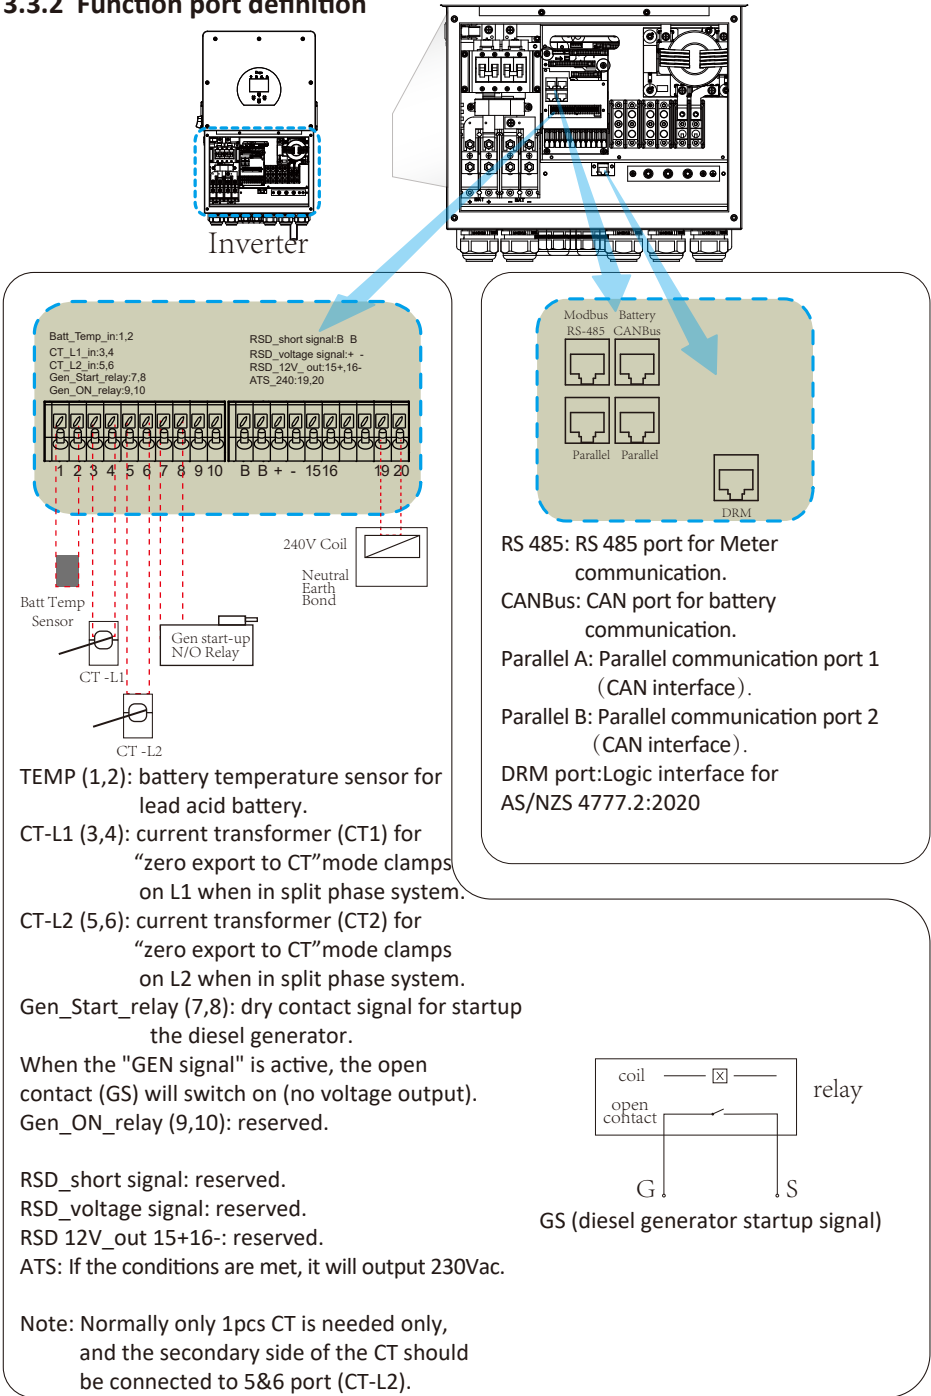 3.3.2 Function port definition
Inverter
Batt_Temp_in:1,2
CT_L1_in:3,4
CT_L2_in:5,6
Gen_Start_relay:7,8
Gen_ON_relay:9,10
RSD_short signal:B B
RSD_voltage signal:+ -
RSD_12V_ out:15+,16-
ATS_240:19,20
1 2 3 4 5 6 7 8 9 10 B B + - 15 16 19 20
Batt Temp
Sensor
CT -L1
CT -L2
Gen start-up
N/O Relay
240V Coil
Neutral
Earth
Bond
Modbus Battery
RS-485 CANBus
Parallel Parallel
DRM
RS 485: RS 485 port for Meter
communication.
CANBus: CAN port for battery
communication.
Parallel A: Parallel communication port 1
（CAN interface）.
Parallel B: Parallel communication port 2
（CAN interface）.
DRM port:Logic interface for
AS/NZS 4777.2:2020
TEMP (1,2): battery temperature sensor for
lead acid battery.
CT-L1 (3,4): current transformer (CT1) for
“zero export to CT”mode clamps
on L1 when in split phase system.
CT-L2 (5,6): current transformer (CT2) for
“zero export to CT”mode clamps
on L2 when in split phase system.
Gen_Start_relay (7,8): dry contact signal for startup
the diesel generator.
When the "GEN signal" is active, the open
contact (GS) will switch on (no voltage output).
Gen_ON_relay (9,10): reserved.
RSD_short signal: reserved.
RSD_voltage signal: reserved.
RSD 12V_out 15+16-: reserved.
ATS: If the conditions are met, it will output 230Vac.
Note: Normally only 1pcs CT is needed only,
and the secondary side of the CT should
be connected to 5&6 port (CT-L2).
coil
open
contact
relay
G S
GS (diesel generator startup signal)